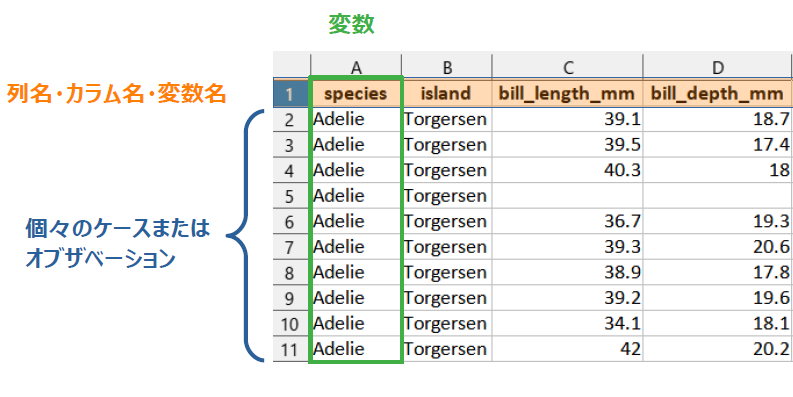 変数
A B C D
列名・カラム名・変数名
1 species island bill_length_mm bill_depth_mm
2 Adelie Torgersen 39.1 18.7
3 Adelie Torgersen 39.5 17.4
4 Adelie Torgersen 40.3 18
5 Adelie Torgersen
6 Adelie Torgersen 36.7 19.3
7 Adelie Torgersen 39.3 20.6
8 Adelie Torgersen 38.9 17.8
9 Adelie Torgersen 39.2 19.6
10 Adelie Torgersen 34.1 18.1
11 Adelie Torgersen 42 20.2
個々のケースまたは
オブザベーション